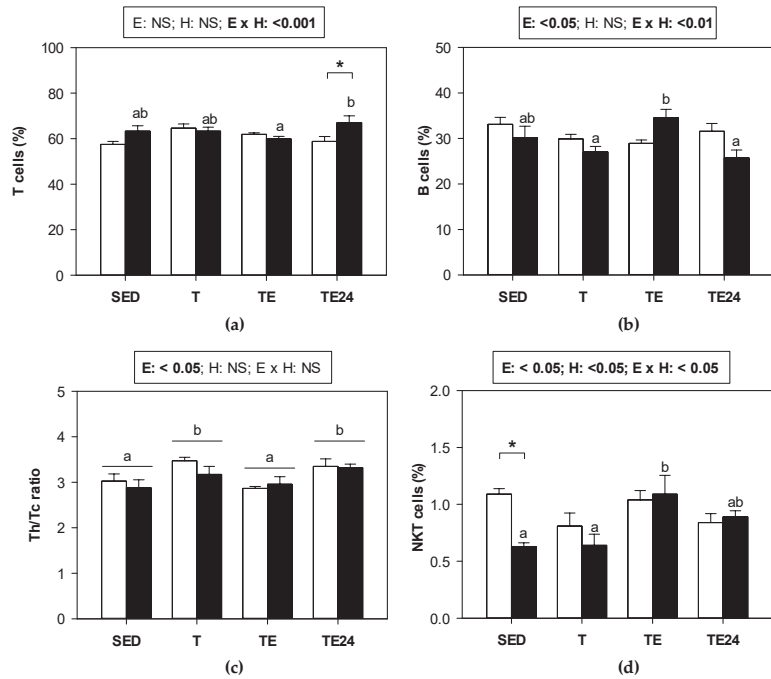 E: NS; H: NS; E x H: <0.001
T cells (%)
100
80
60
40
20
0
ab
ab
a
*
b
SED T TE TE24
(a)
E: <0.05; H: NS; E x H: <0.01
B cells (%)
50
40
30
20
10
0
ab
a
b
a
SED T TE TE24
(b)
E: < 0.05; H: NS; E x H: NS
Th/Tc ratio
5
4
3
2
1
0
a
b
a
b
SED T TE TE24
(c)
E: < 0.05; H: <0.05; E x H: < 0.05
NKT cells (%)
2.0
1.5
1.0
0.5
0.0
*
a
a
b
ab
SED T TE TE24
(d)